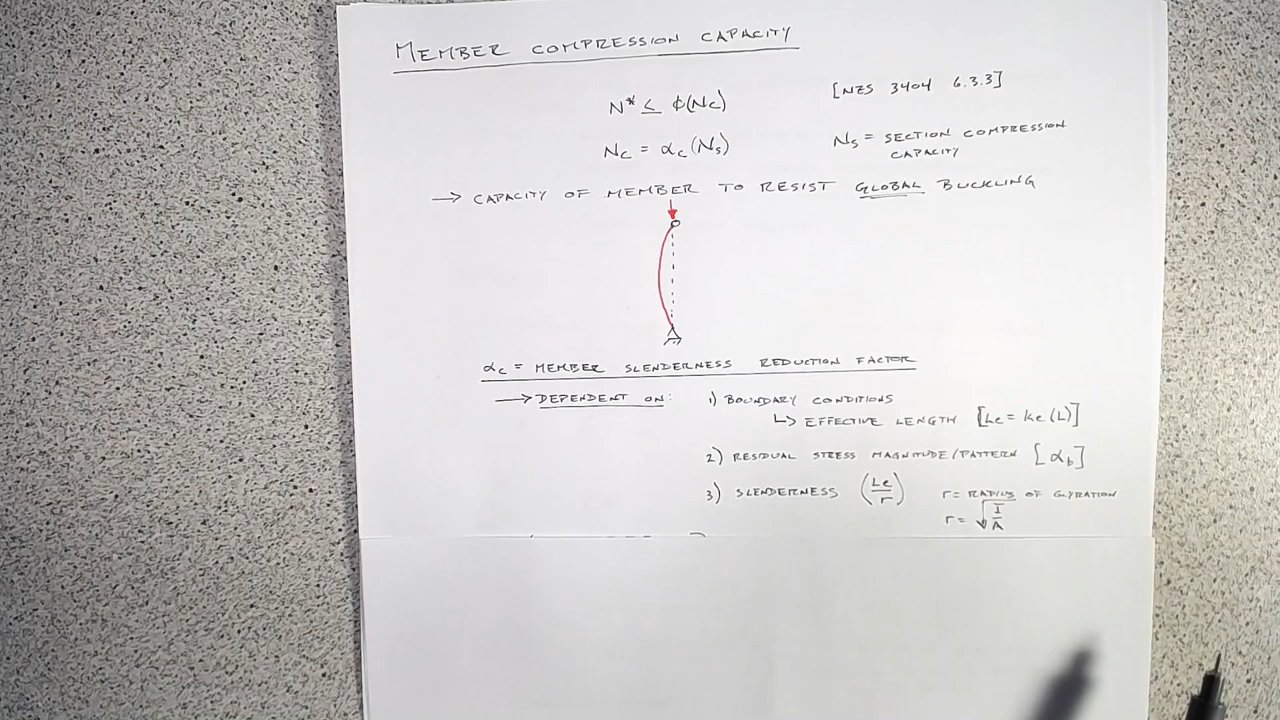 MEMBER COMPRESSION CAPACITY
N* ≤ ϕ(Nc) [NZS 3404 6.3.3]
Nc = αc(Ns) Ns = SECTION COMPRESSION
CAPACITY
→ CAPACITY OF MEMBER TO RESIST GLOBAL BUCKLING
αc = MEMBER SLENDERNESS REDUCTION FACTOR
→ DEPENDENT ON: 1) BOUNDARY CONDITIONS
↳ EFFECTIVE LENGTH [Le = ke(L)]
2) RESIDUAL STRESS MAGNITUDE/PATTERN [αb]
3) SLENDERNESS (Le/r) r = RADIUS OF GYRATION
r = √(I/A)